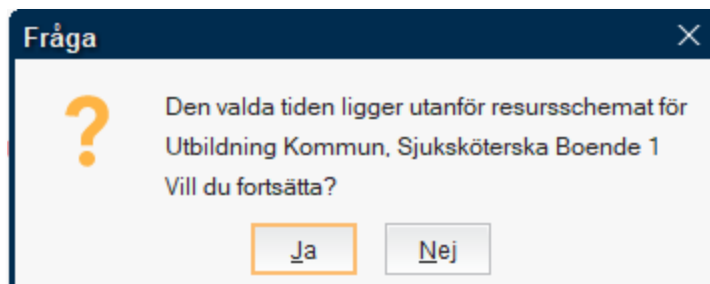 Fråga
Den valda tiden ligger utanför resursschemat för
Utbildning Kommun, Sjuksköterska Boende 1
Vill du fortsätta?
Ja Nej